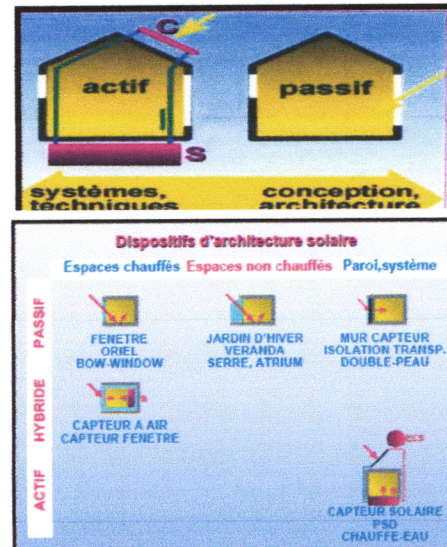 C
actif
passif
S
systèmes, conception,
techniques architecture
Dispositifs d'architecture solaire
Espaces chauffés Espaces non chauffés Paroi,système
PASSIF
FENETRE
ORIEL
BOW-WINDOW
JARDIN D'HIVER
VERANDA
SERRE, ATRIUM
MUR CAPTEUR
ISOLATION TRANSP.
DOUBLE-PEAU
HYBRIDE
s
CAPTEUR A AIR
CAPTEUR FENETRE
ACTIF
ecs
s
CAPTEUR SOLAIRE
PSD
CHAUFFE-EAU